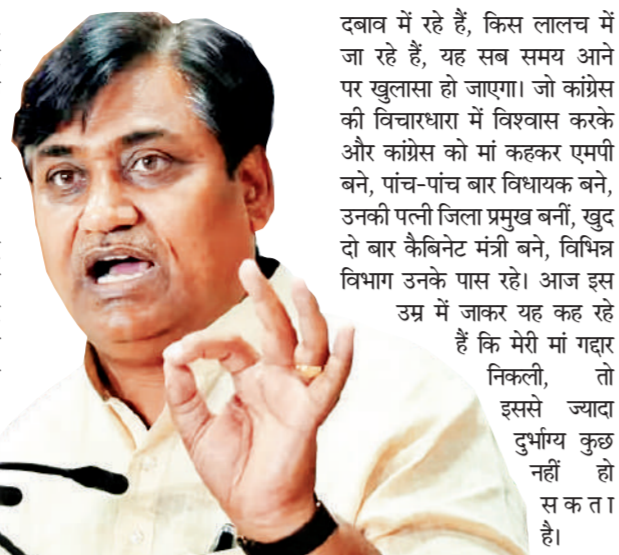 दबाव में रहे हैं, किस लालच में
जा रहे हैं, यह सब समय आने
पर खुलासा हो जाएगा। जो कांग्रेस
की विचारधारा में विश्वास करके
और कांग्रेस को मां कहकर एमपी
बने, पांच-पांच बार विधायक बने,
उनकी पत्नी जिला प्रमुख बनीं, खुद
दो बार कैबिनेट मंत्री बने, विभिन्न
विभाग उनके पास रहे। आज इस
उम्र में जाकर यह कह रहे
हैं कि मेरी मां गद्दार
निकली, तो
इससे ज्यादा
दुर्भाग्य कुछ
नहीं हो
सकता
है।